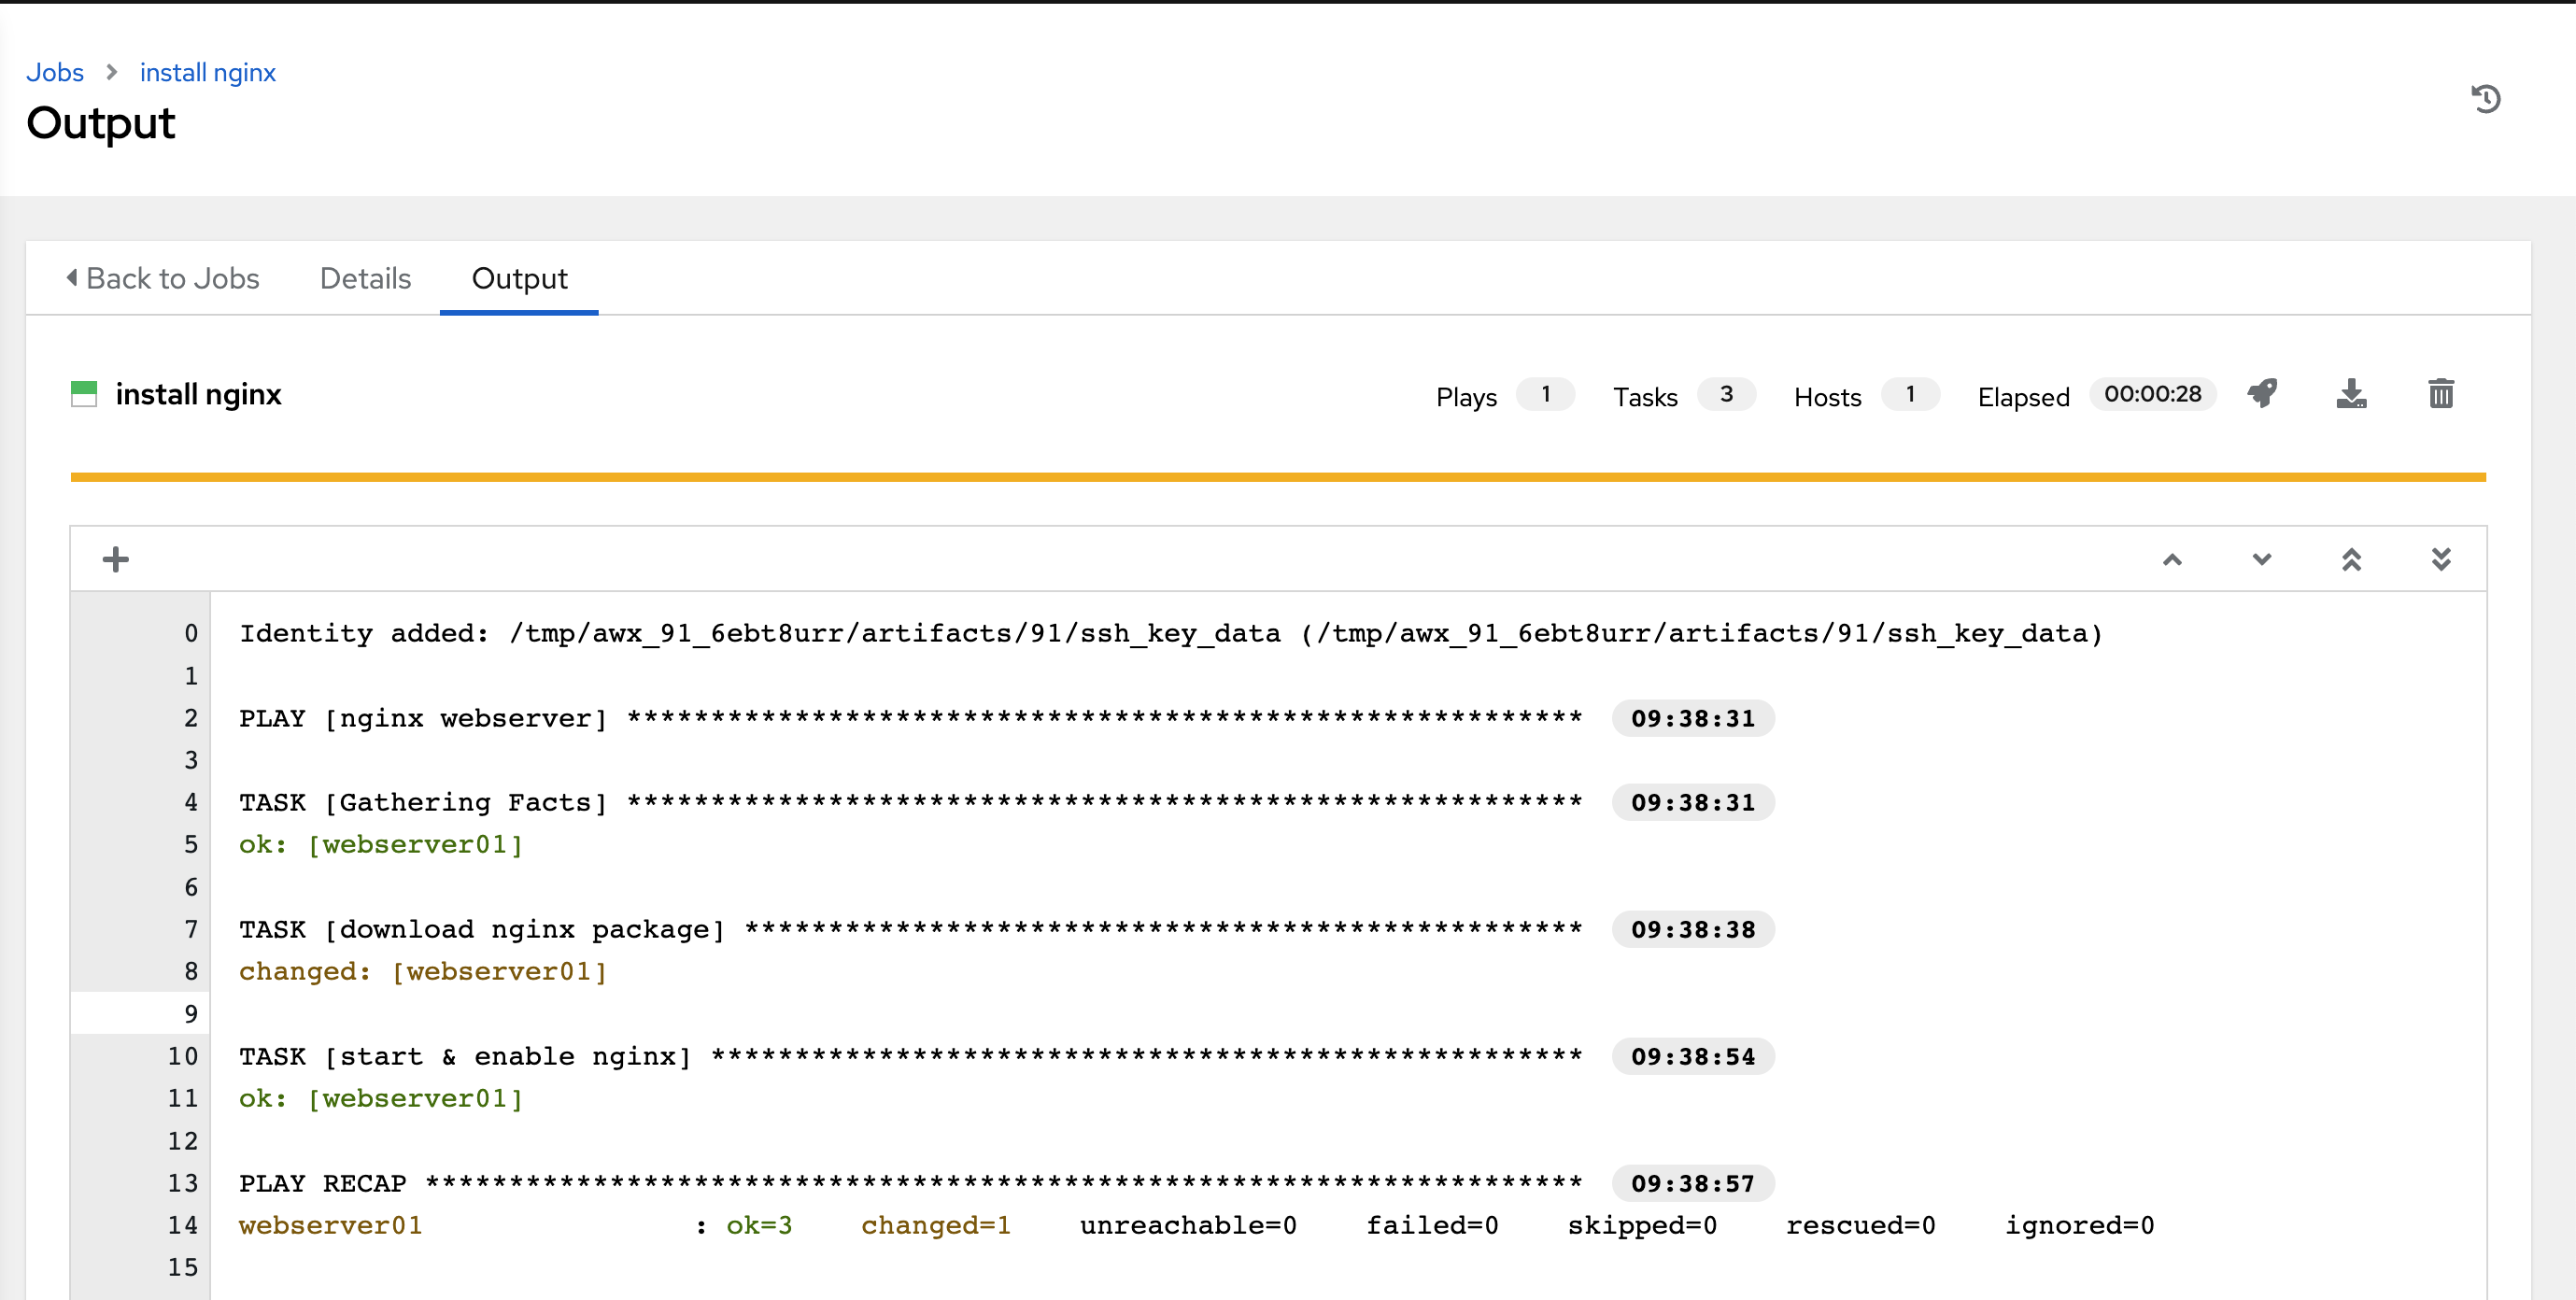 Jobs > install nginx
Output
Back to Jobs Details Output
install nginx Plays 1 Tasks 3 Hosts 1 Elapsed 00:00:28
0 Identity added: /tmp/awx_91_6ebt8urr/artifacts/91/ssh_key_data (/tmp/awx_91_6ebt8urr/artifacts/91/ssh_key_data)
1
2 PLAY [nginx webserver] ********************************************************* 09:38:31
3
4 TASK [Gathering Facts] ********************************************************* 09:38:31
5 ok: [webserver01]
6
7 TASK [download nginx package] ************************************************** 09:38:38
8 changed: [webserver01]
9
10 TASK [start & enable nginx] **************************************************** 09:38:54
11 ok: [webserver01]
12
13 PLAY RECAP ********************************************************************* 09:38:57
14 webserver01 : ok=3 changed=1 unreachable=0 failed=0 skipped=0 rescued=0 ignored=0
15